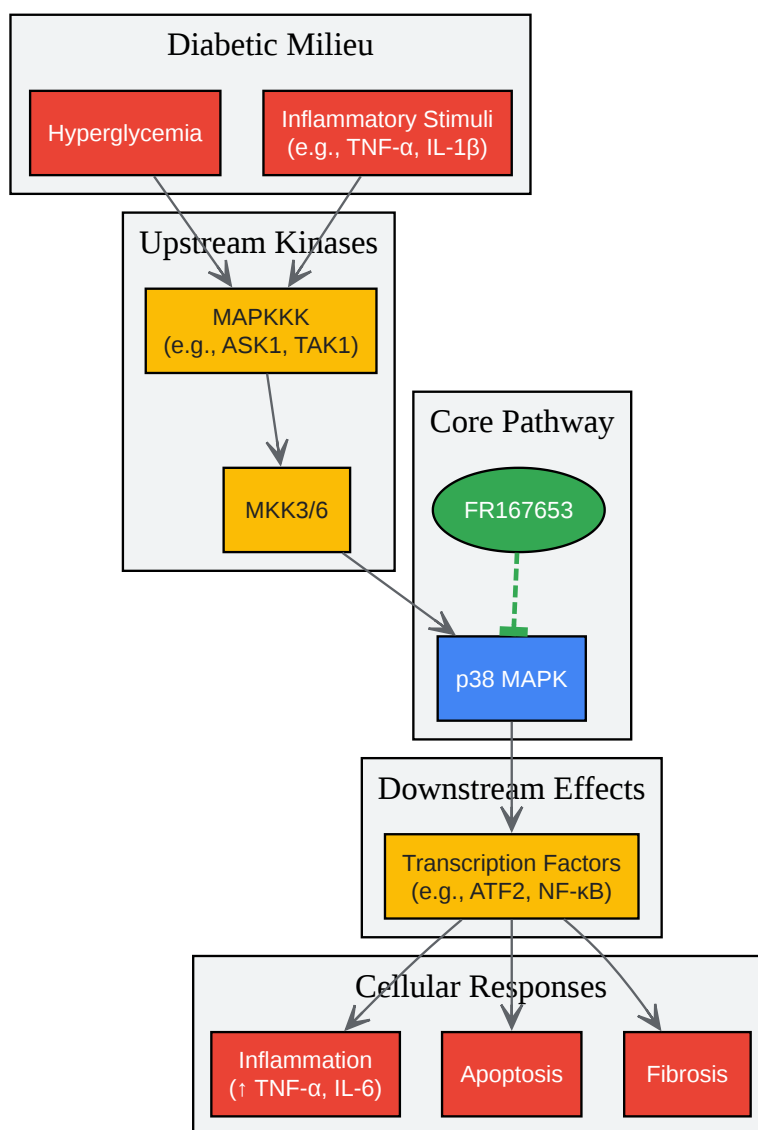 Diabetic Milieu
Hyperglycemia
Inflammatory Stimuli
(e.g., TNF-α, IL-1β)
Upstream Kinases
MAPKKK
(e.g., ASK1, TAK1)
MKK3/6
Core Pathway
FR167653
p38 MAPK
Downstream Effects
Transcription Factors
(e.g., ATF2, NF-κB)
Cellular Responses
Inflammation
(↑ TNF-α, IL-6)
Apoptosis
Fibrosis